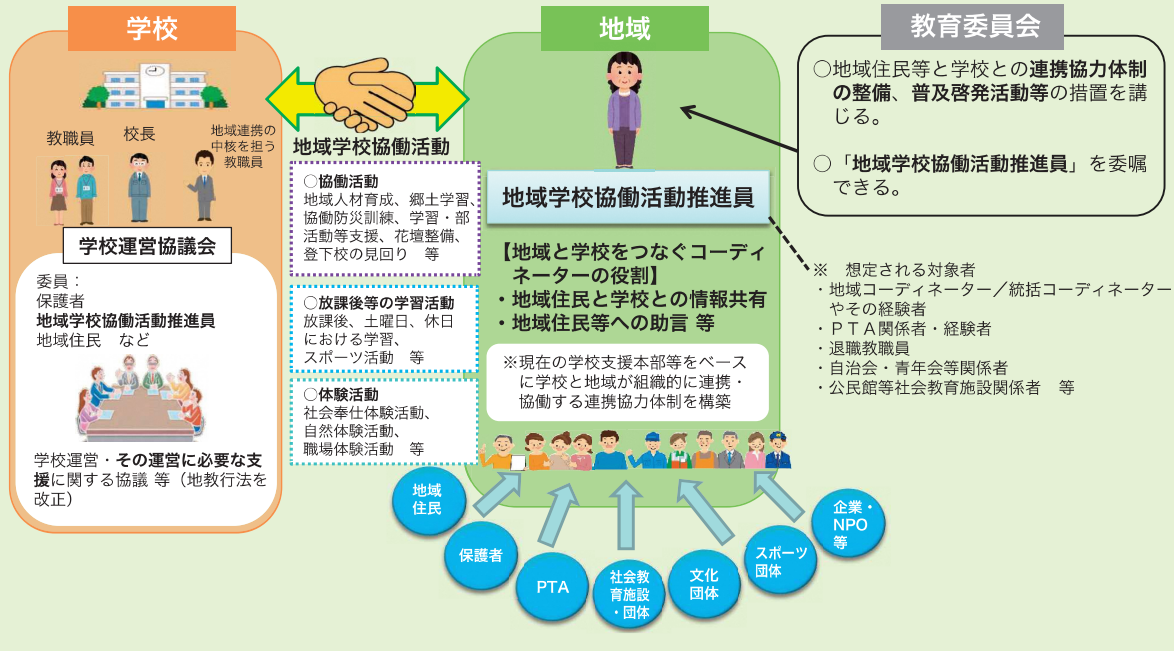 学校
教職員
校長
地域連携の
中核を担う
教職員
学校運営協議会
委員：
保護者
地域学校協働活動推進員
地域住民　など
学校運営・その運営に必要な支
援に関する協議 等（地教行法を
改正）
地域学校協働活動
○協働活動
地域人材育成、郷土学習、
協働防災訓練、学習・部
活動等支援、花壇整備、
登下校の見回り　等
○放課後等の学習活動
放課後、土曜日、休日
における学習、
スポーツ活動　等
○体験活動
社会奉仕体験活動、
自然体験活動、
職場体験活動　等
地域
地域学校協働活動推進員
【地域と学校をつなぐコーディ
ネーターの役割】
・地域住民と学校との情報共有
・地域住民等への助言 等
※現在の学校支援本部等をベース
に学校と地域が組織的に連携・
協働する連携協力体制を構築
地域
住民
保護者
PTA
社会教
育施設
・団体
文化
団体
スポーツ
団体
企業・
NPO
等
教育委員会
○地域住民等と学校との連携協力体制
の整備、普及啓発活動等の措置を講
じる。
○「地域学校協働活動推進員」を委嘱
できる。
※　想定される対象者
・地域コーディネーター／統括コーディネーター
やその経験者
・ＰＴＡ関係者・経験者
・退職教職員
・自治会・青年会等関係者
・公民館等社会教育施設関係者　等